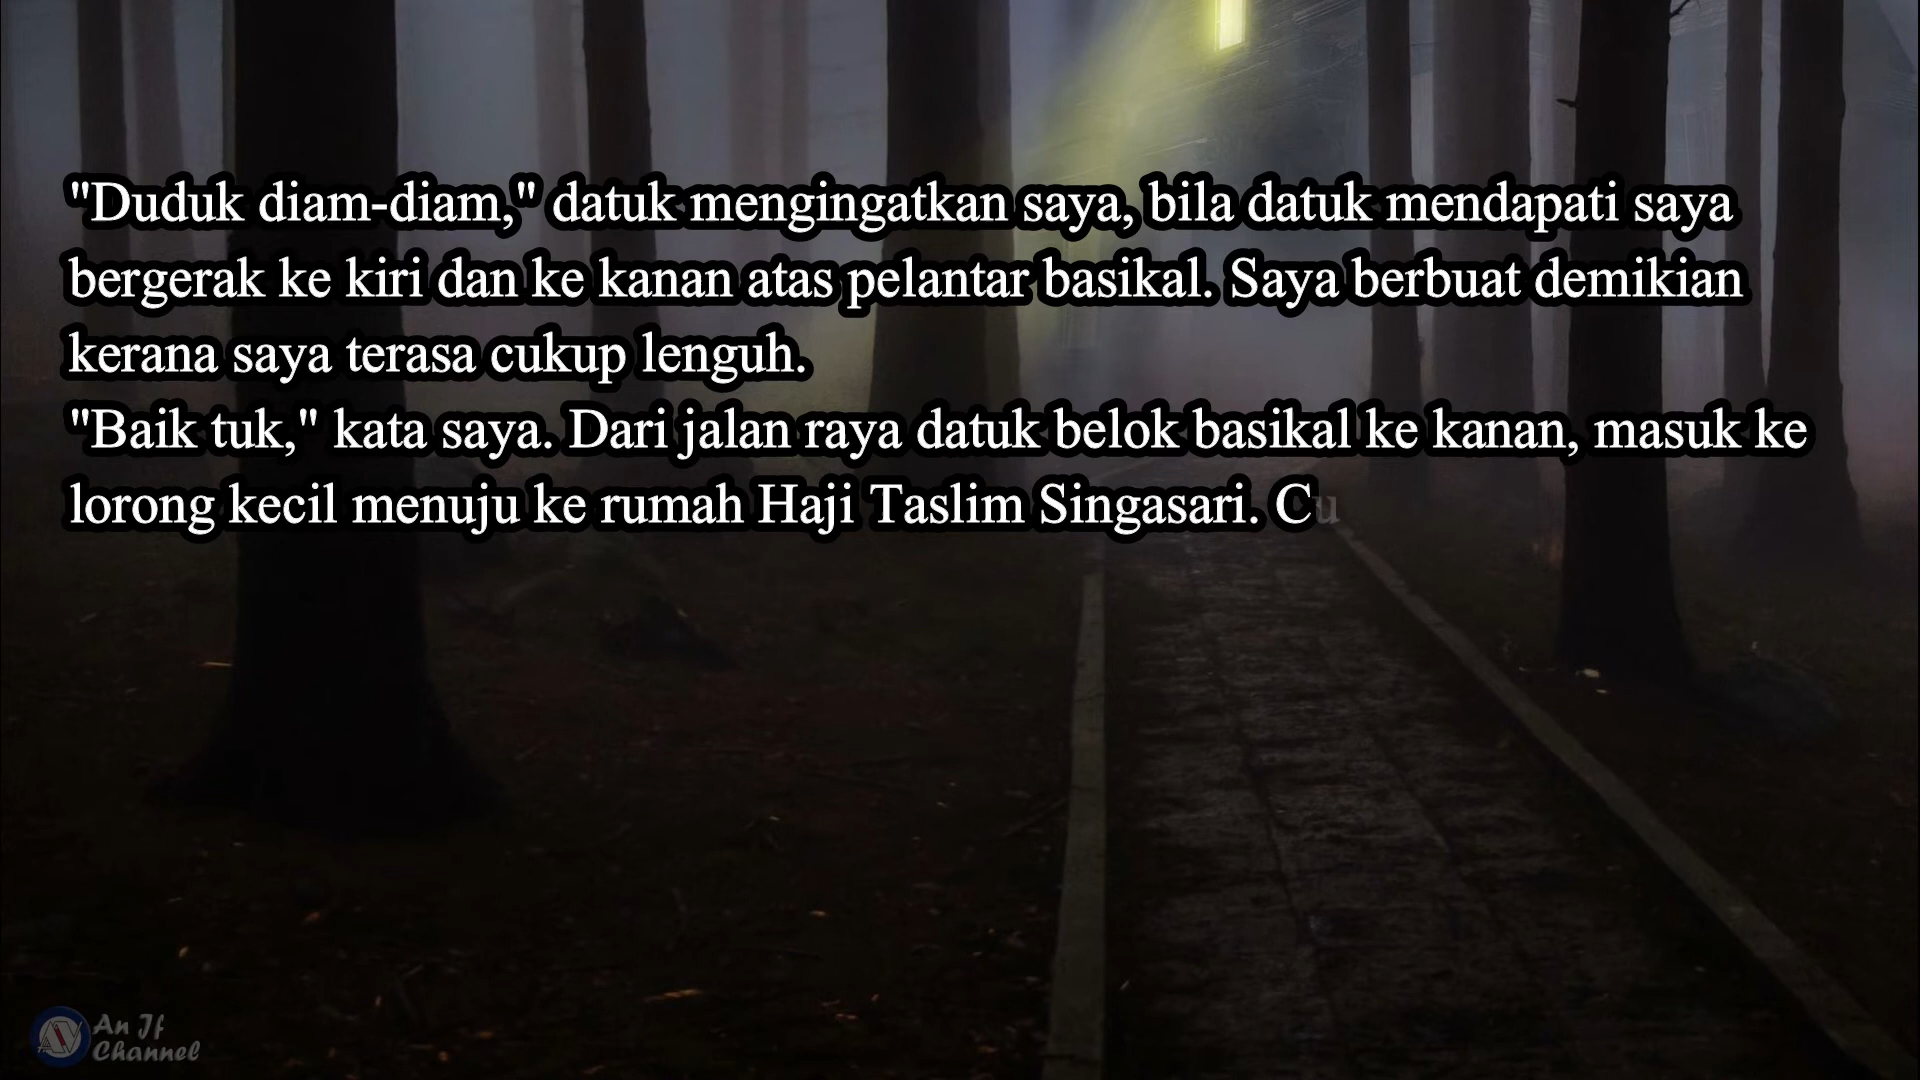 "Duduk diam-diam," datuk mengingatkan saya, bila datuk mendapati saya
bergerak ke kiri dan ke kanan atas pelantar basikal. Saya berbuat demikian
kerana saya terasa cukup lenguh.
"Baik tuk," kata saya. Dari jalan raya datuk belok basikal ke kanan, masuk ke
lorong kecil menuju ke rumah Haji Taslim Singasari. Cu
An Jf
Channel